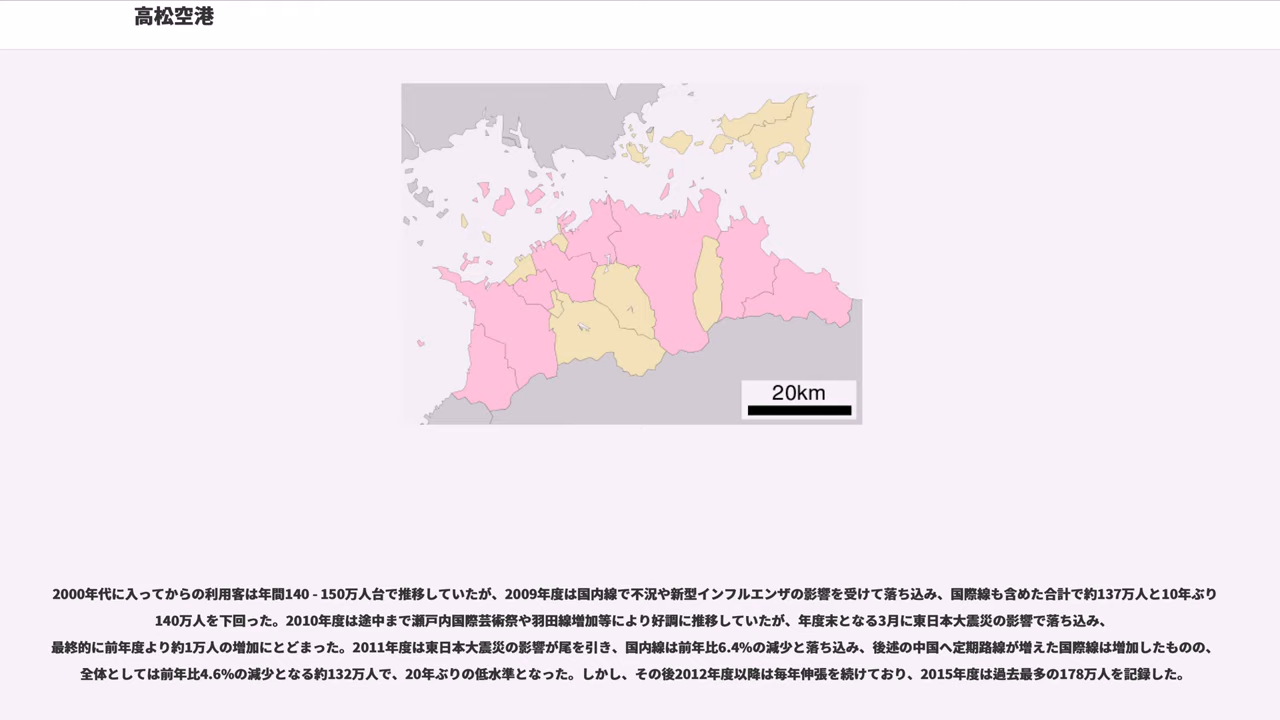 高松空港
20km
2000年代に入ってからの利用客は年間140 - 150万人台で推移していたが、2009年度は国内線で不況や新型インフルエンザの影響を受けて落ち込み、国際線も含めた合計で約137万人と10年ぶり
140万人を下回った。2010年度は途中まで瀬戸内国際芸術祭や羽田線増加等により好調に推移していたが、年度末となる3月に東日本大震災の影響で落ち込み、
最終的に前年度より約1万人の増加にとどまった。2011年度は東日本大震災の影響が尾を引き、国内線は前年比6.4%の減少と落ち込み、後述の中国へ定期路線が増えた国際線は増加したものの、
全体としては前年比4.6%の減少となる約132万人で、20年ぶりの低水準となった。しかし、その後2012年度以降は毎年伸張を続けており、2015年度は過去最多の178万人を記録した。